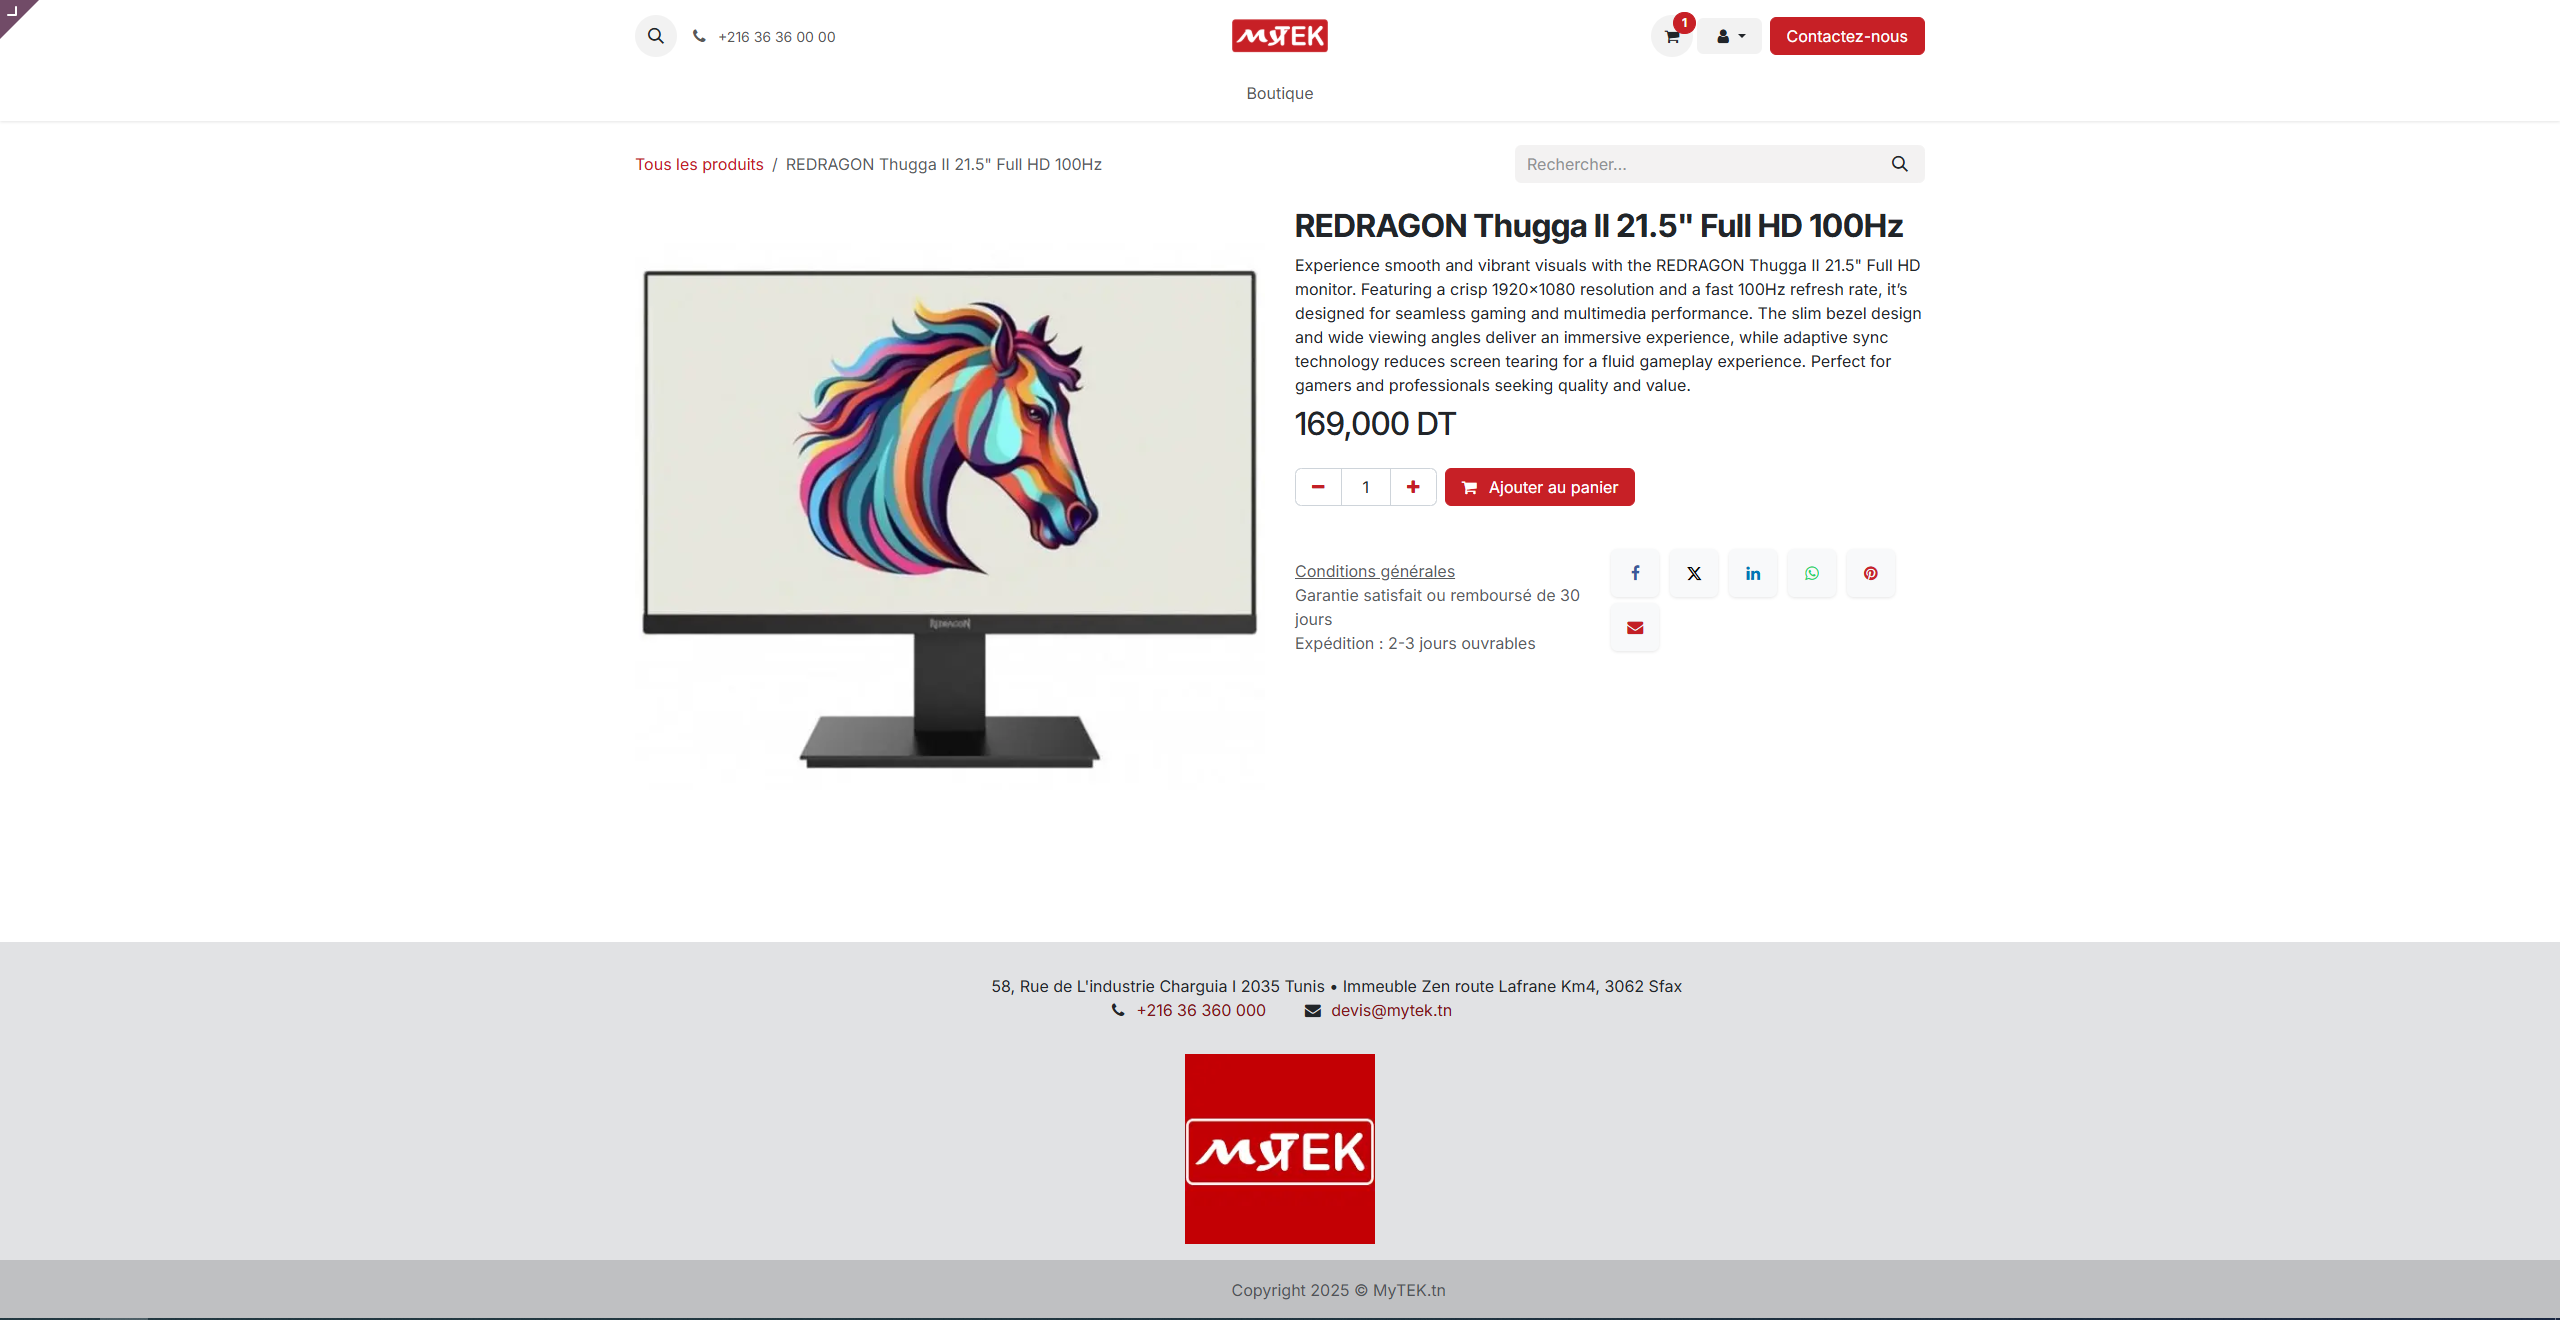 +216 36 36 00 00
MyTEK
1
Contactez-nous
Boutique
Tous les produits / REDRAGON Thugga II 21.5" Full HD 100Hz
Rechercher...
REDRAGON Thugga II 21.5" Full HD 100Hz
Experience smooth and vibrant visuals with the REDRAGON Thugga II 21.5" Full HD
monitor. Featuring a crisp 1920×1080 resolution and a fast 100Hz refresh rate, it’s
designed for seamless gaming and multimedia performance. The slim bezel design
and wide viewing angles deliver an immersive experience, while adaptive sync
technology reduces screen tearing for a fluid gameplay experience. Perfect for
gamers and professionals seeking quality and value.
169,000 DT
1
Ajouter au panier
Conditions générales
Garantie satisfait ou remboursé de 30
jours
Expédition : 2-3 jours ouvrables
REDRAGON
58, Rue de L'industrie Charguia I 2035 Tunis • Immeuble Zen route Lafrane Km4, 3062 Sfax
+216 36 360 000 devis@mytek.tn
MyTEK
Copyright 2025 © MyTEK.tn